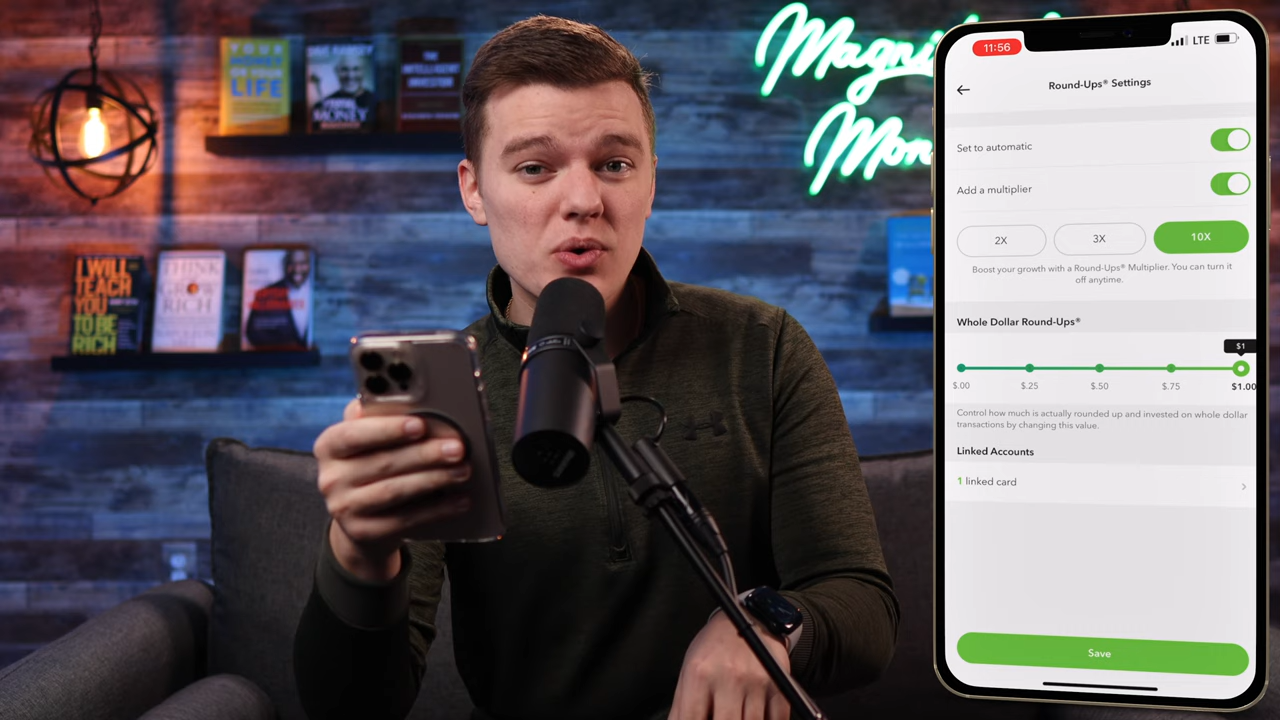 YOUR MONEY
OR YOUR
LIFE
MONEY
THE
INTELLIGENT
INVESTOR
I WILL
TEACH
YOU
TO BE
RICH
THINK
GROW
RICH
11:56
LTE
Round-Ups® Settings
Set to automatic
Add a multiplier
2X
3X
10X
Boost your growth with a Round-Ups® Multiplier. You can turn it
off anytime.
Whole Dollar Round-Ups®
$1
$.00
$.25
$.50
$.75
$1.00
Control how much is actually rounded up and invested on whole dollar
transactions by changing this value.
Linked Accounts
1 linked card
Save